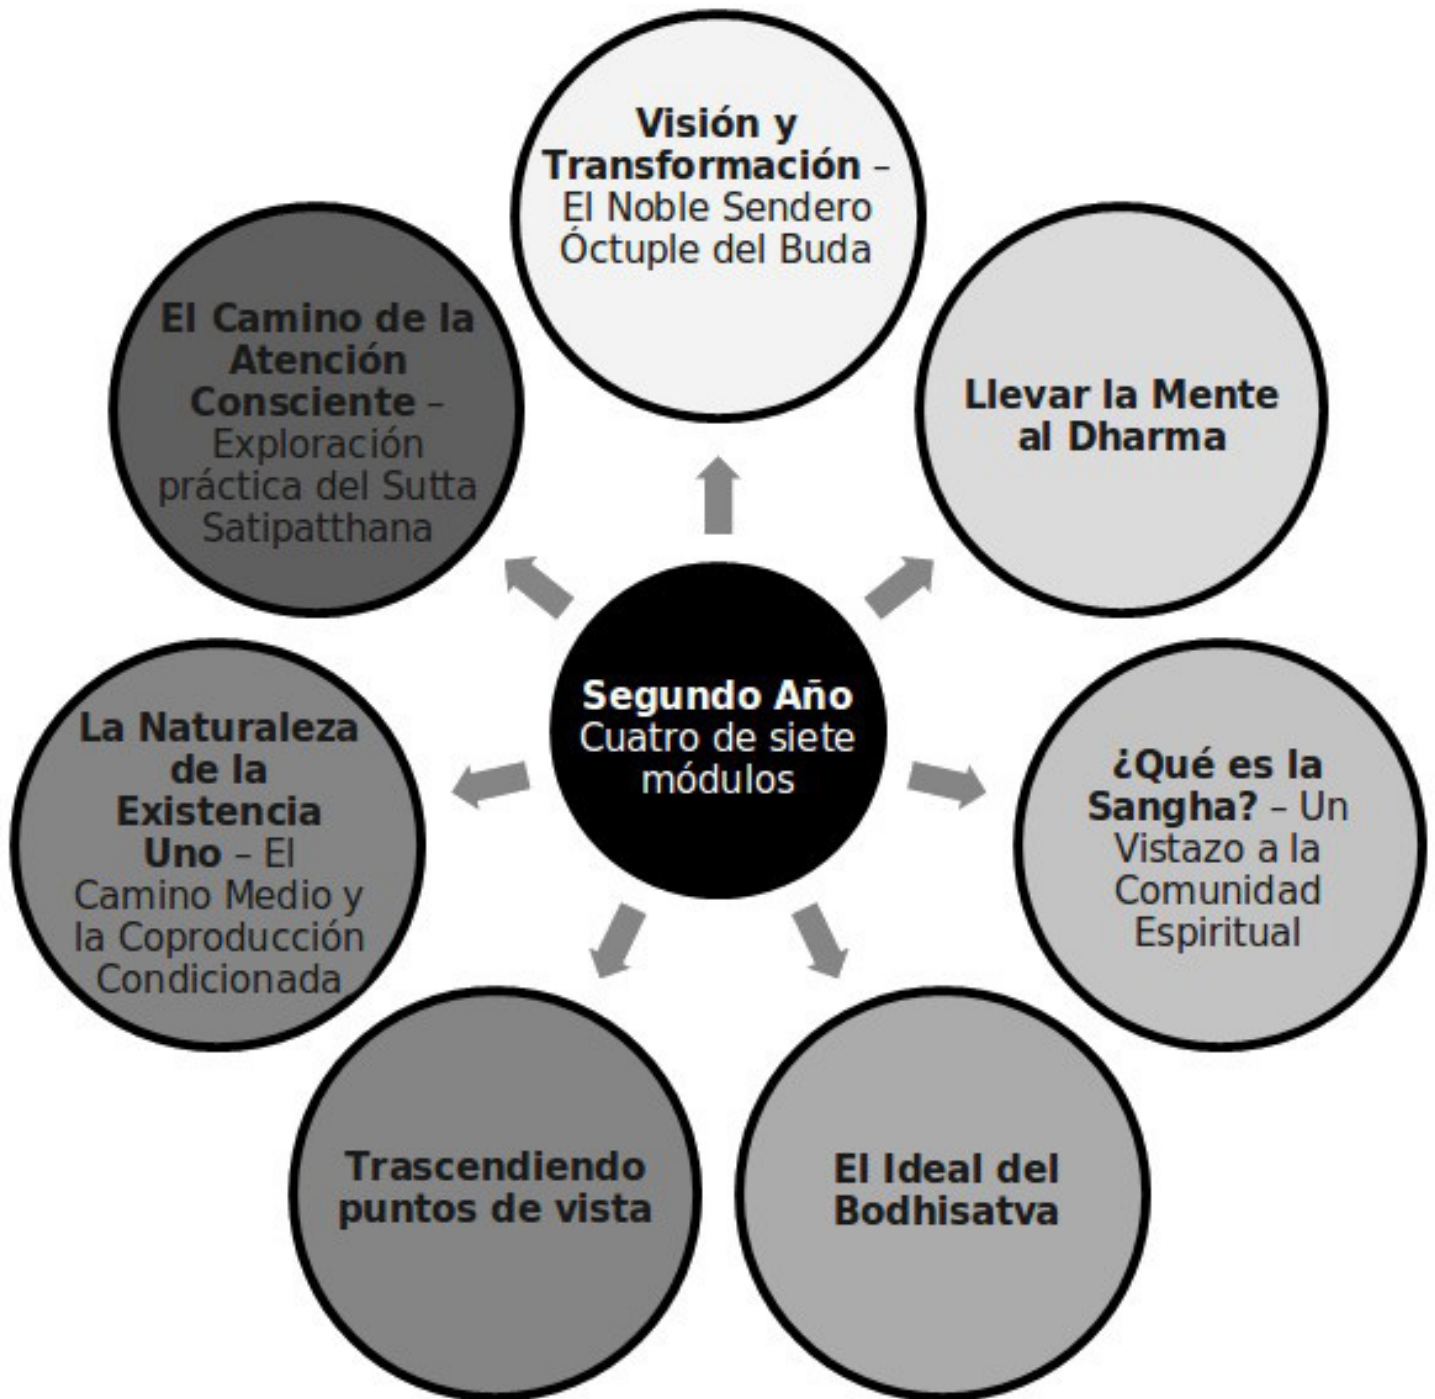 Visión y
Transformación –
El Noble Sendero
Óctuple del Buda
Llevar la Mente
al Dharma
¿Qué es la
Sangha? – Un
Vistazo a la
Comunidad
Espiritual
El Ideal del
Bodhisatva
Trascendiendo
puntos de vista
La Naturaleza
de la
Existencia
Uno – El
Camino Medio y
la Coproducción
Condicionada
El Camino de la
Atención
Consciente –
Exploración
práctica del Sutta
Satipatthana
Segundo Año
Cuatro de siete
módulos